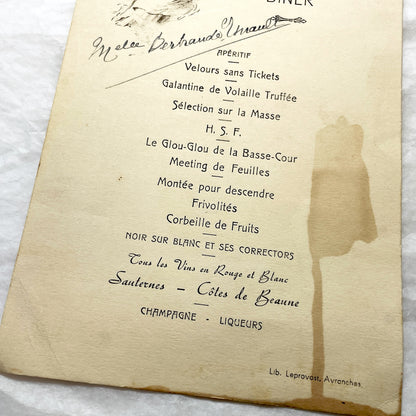 DINER
Melle Bertrande
APÉRITIF
Velours sans Tickets
Galantine de Volaille Truffée
Sélection sur la Masse
H. S. F.
Le Glou-Glou de la Basse-Cour
Meeting de Feuilles
Montée pour descendre
Frivolités
Corbeille de Fruits
NOIR SUR BLANC ET SES CORRECTORS
Tous les Vins en Rouge et Blanc
Sauternes — Côtes de Beaune
CHAMPAGNE - LIQUEURS
Lib. Leprovost, Avranches